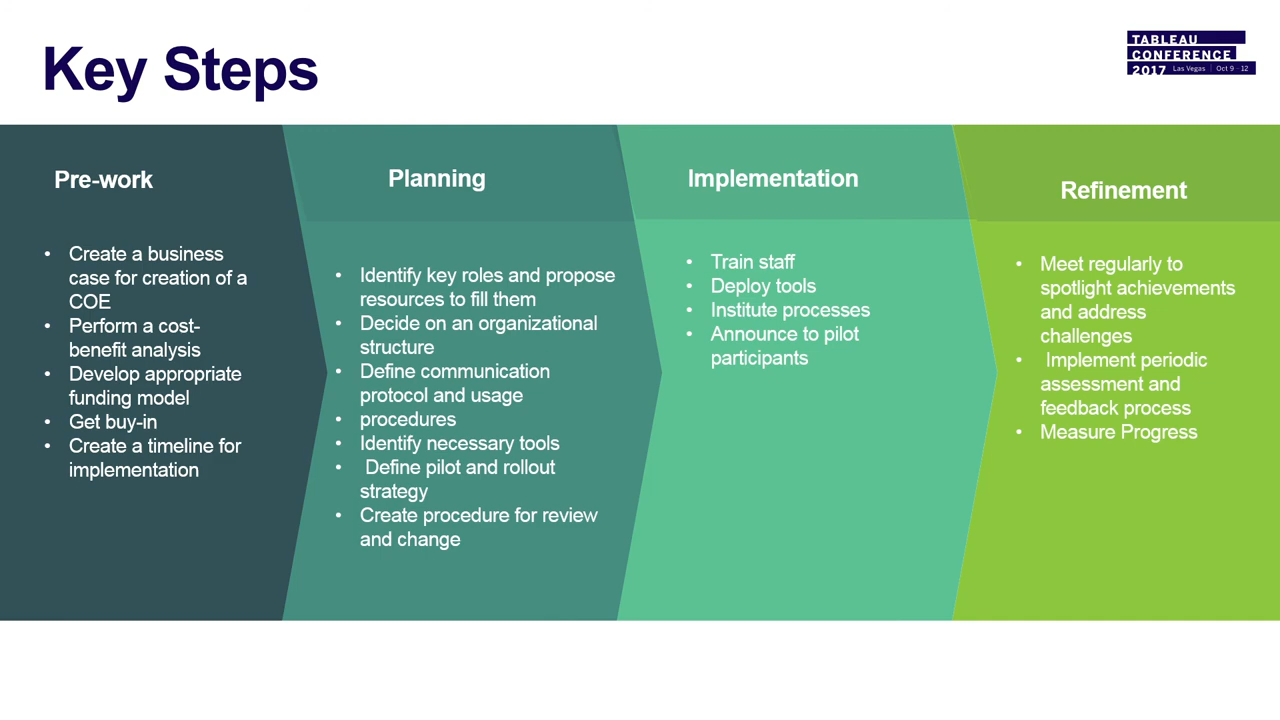 Key Steps
TABLEAU
CONFERENCE
2017 Las Vegas | Oct 9 - 12
Pre-work
• Create a business
case for creation of a
COE
• Perform a cost-
benefit analysis
• Develop appropriate
funding model
• Get buy-in
• Create a timeline for
implementation
Planning
• Identify key roles and propose
resources to fill them
• Decide on an organizational
structure
• Define communication
protocol and usage
• procedures
• Identify necessary tools
• Define pilot and rollout
strategy
• Create procedure for review
and change
Implementation
• Train staff
• Deploy tools
• Institute processes
• Announce to pilot
participants
Refinement
• Meet regularly to
spotlight achievements
and address
challenges
• Implement periodic
assessment and
feedback process
• Measure Progress